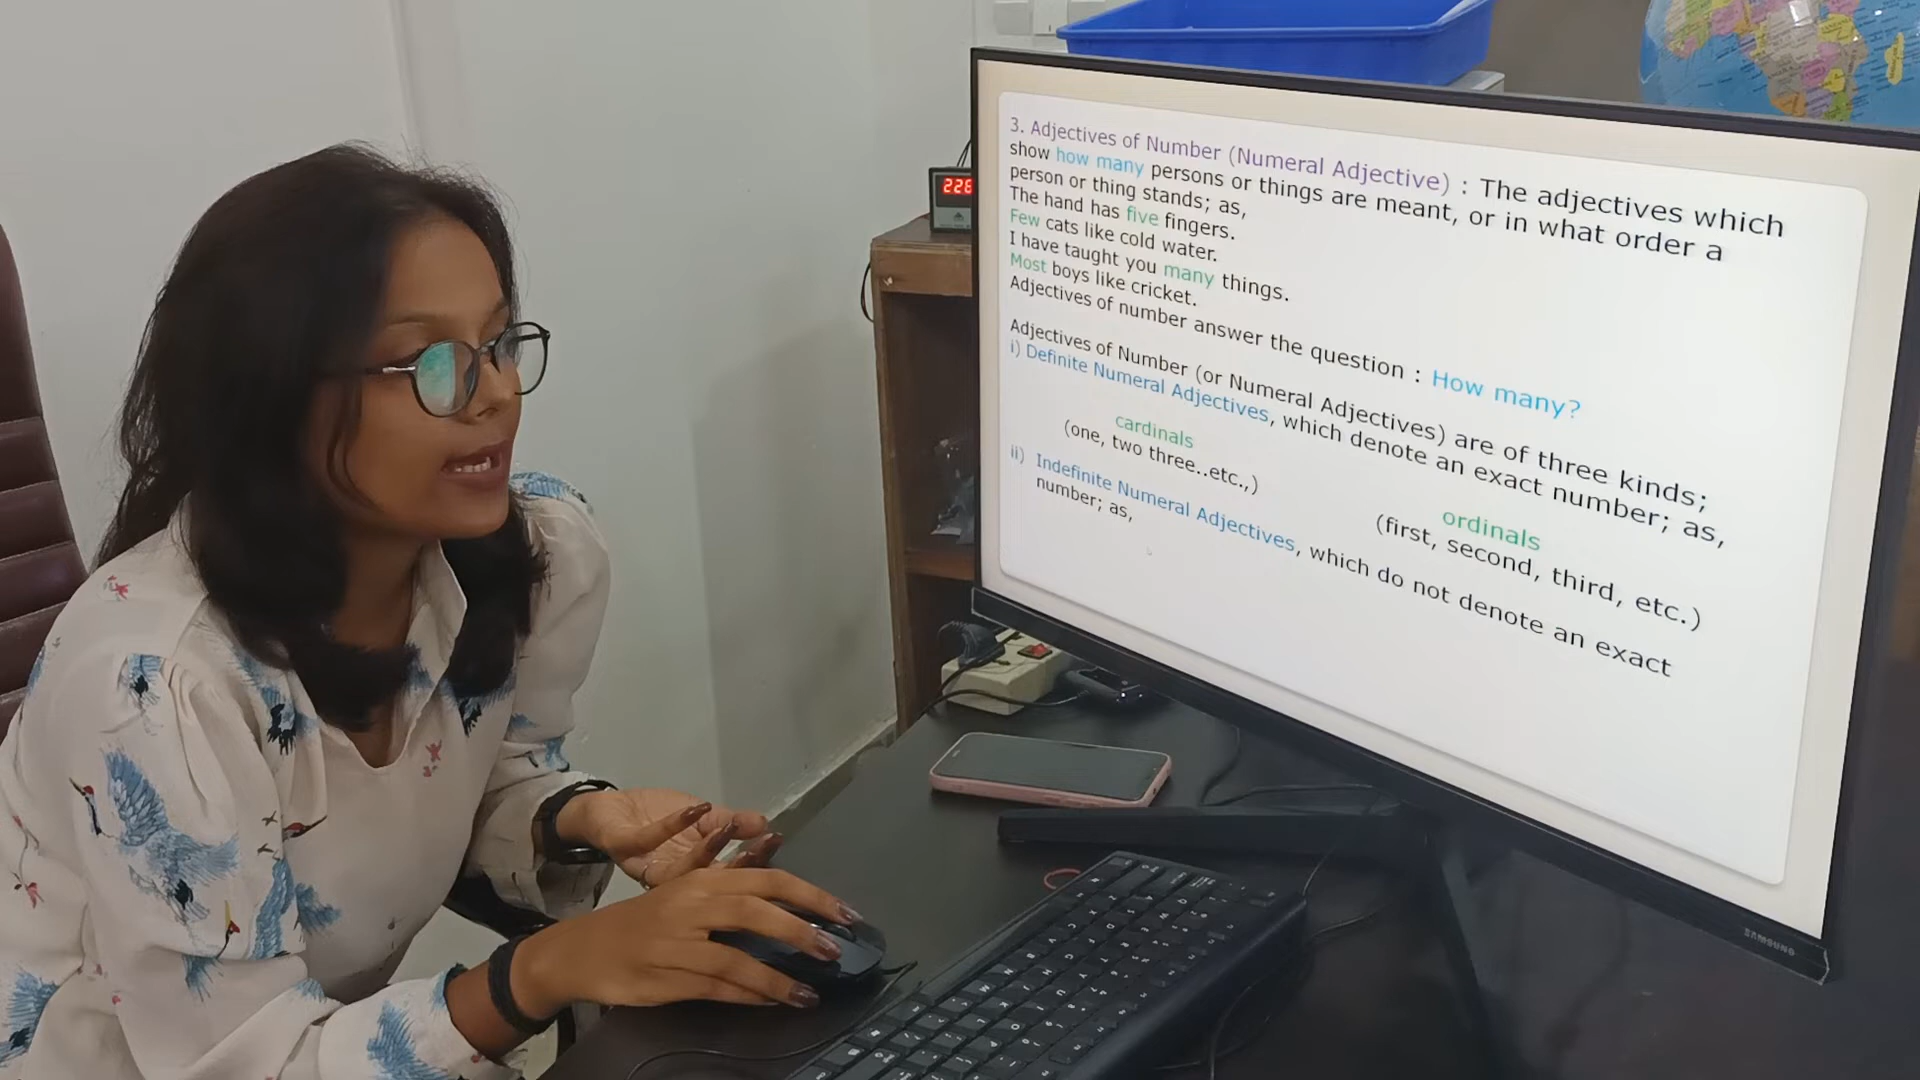 3. Adjectives of Number (Numeral Adjective) : The adjectives which
show how many persons or things are meant, or in what order a
person or thing stands; as,
The hand has five fingers.
Few cats like cold water.
I have taught you many things.
Most boys like cricket.
Adjectives of number answer the question : How many?
Adjectives of Number (or Numeral Adjectives) are of three kinds;
i) Definite Numeral Adjectives, which denote an exact number; as,
cardinals
(one, two three..etc.,)
ordinals
(first, second, third, etc.)
ii) Indefinite Numeral Adjectives, which do not denote an exact
number; as,
SAMSUNG
226